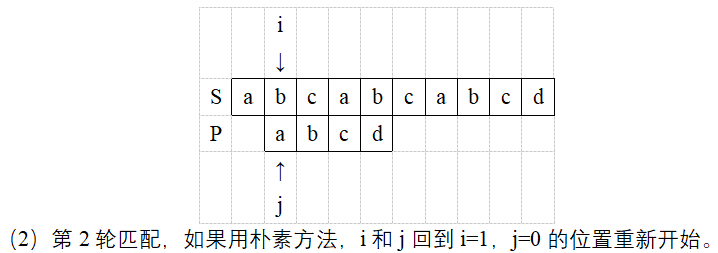 i
↓
S a b c a b c a b c d
P a b c d
↑
j
（2）第 2 轮匹配，如果用朴素方法，i 和 j 回到 i=1，j=0 的位置重新开始。